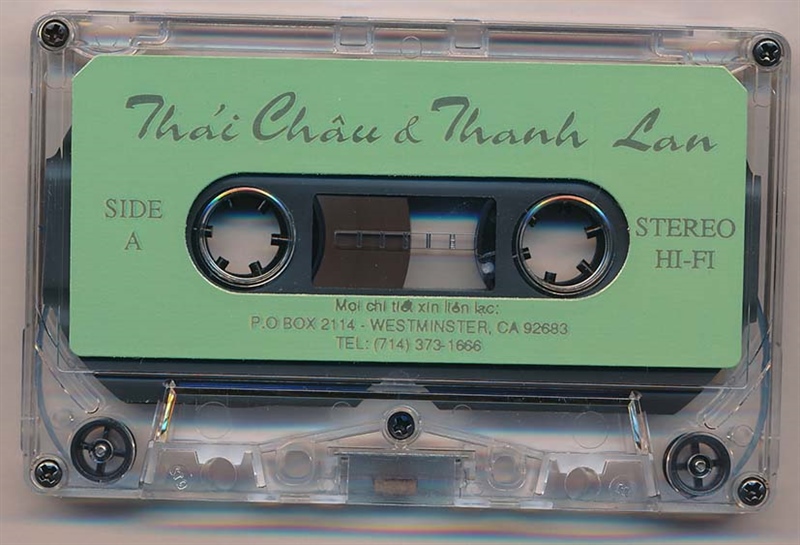 Thái Châu & Thanh Lan
SIDE
A
STEREO
HI-FI
Mọi chi tiết xin liên lạc:
P.O BOX 2114 - WESTMINSTER, CA 92683
TEL: (714) 373-1666